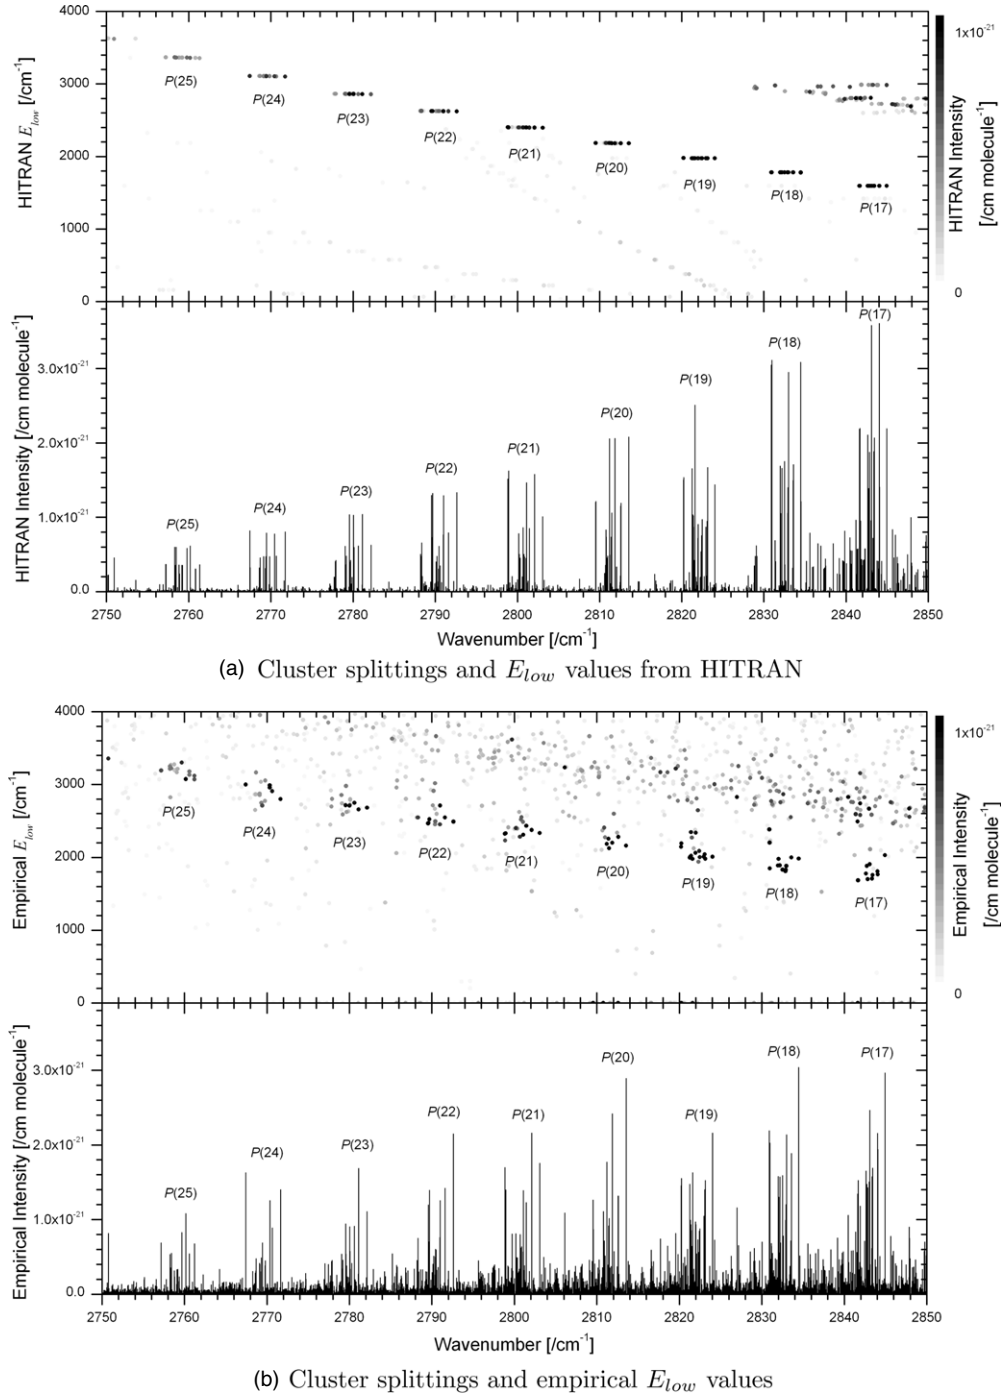 4000
3000
2000
1000
0
HITRAN E_low [/cm^-1]
P(25)
P(24)
P(23)
P(22)
P(21)
P(20)
P(19)
P(18)
P(17)
1x10^-21
0
HITRAN Intensity
[/cm molecule^-1]
3.0x10^-21
2.0x10^-21
1.0x10^-21
0.0
HITRAN Intensity [/cm molecule^-1]
P(25)
P(24)
P(23)
P(22)
P(21)
P(20)
P(19)
P(18)
P(17)
2750 2760 2770 2780 2790 2800 2810 2820 2830 2840 2850
Wavenumber [/cm^-1]
(a) Cluster splittings and E_low values from HITRAN
4000
3000
2000
1000
0
Empirical E_low [/cm^-1]
P(25)
P(24)
P(23)
P(22)
P(21)
P(20)
P(19)
P(18)
P(17)
1x10^-21
0
Empirical Intensity
[/cm molecule^-1]
3.0x10^-21
2.0x10^-21
1.0x10^-21
0.0
Empirical Intensity [/cm molecule^-1]
P(25)
P(24)
P(23)
P(22)
P(21)
P(20)
P(19)
P(18)
P(17)
2750 2760 2770 2780 2790 2800 2810 2820 2830 2840 2850
Wavenumber [/cm^-1]
(b) Cluster splittings and empirical E_low values